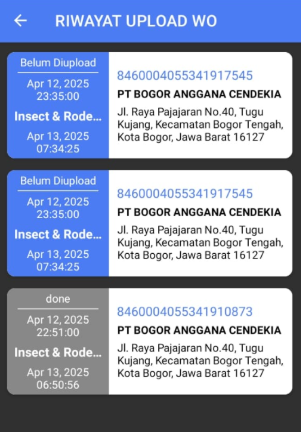 ← RIWAYAT UPLOAD WO
Belum Diupload
Apr 12, 2025
23:35:00
Insect & Rode...
Apr 13, 2025
07:34:25
8460004055341917545
PT BOGOR ANGGANA CENDEKIA
Jl. Raya Pajajaran No.40, Tugu
Kujang, Kecamatan Bogor Tengah,
Kota Bogor, Jawa Barat 16127
Belum Diupload
Apr 12, 2025
23:35:00
Insect & Rode...
Apr 13, 2025
07:34:25
8460004055341917545
PT BOGOR ANGGANA CENDEKIA
Jl. Raya Pajajaran No.40, Tugu
Kujang, Kecamatan Bogor Tengah,
Kota Bogor, Jawa Barat 16127
done
Apr 12, 2025
22:51:00
Insect & Rode...
Apr 13, 2025
06:50:56
8460004055341910873
PT BOGOR ANGGANA CENDEKIA
Jl. Raya Pajajaran No.40, Tugu
Kujang, Kecamatan Bogor Tengah,
Kota Bogor, Jawa Barat 16127